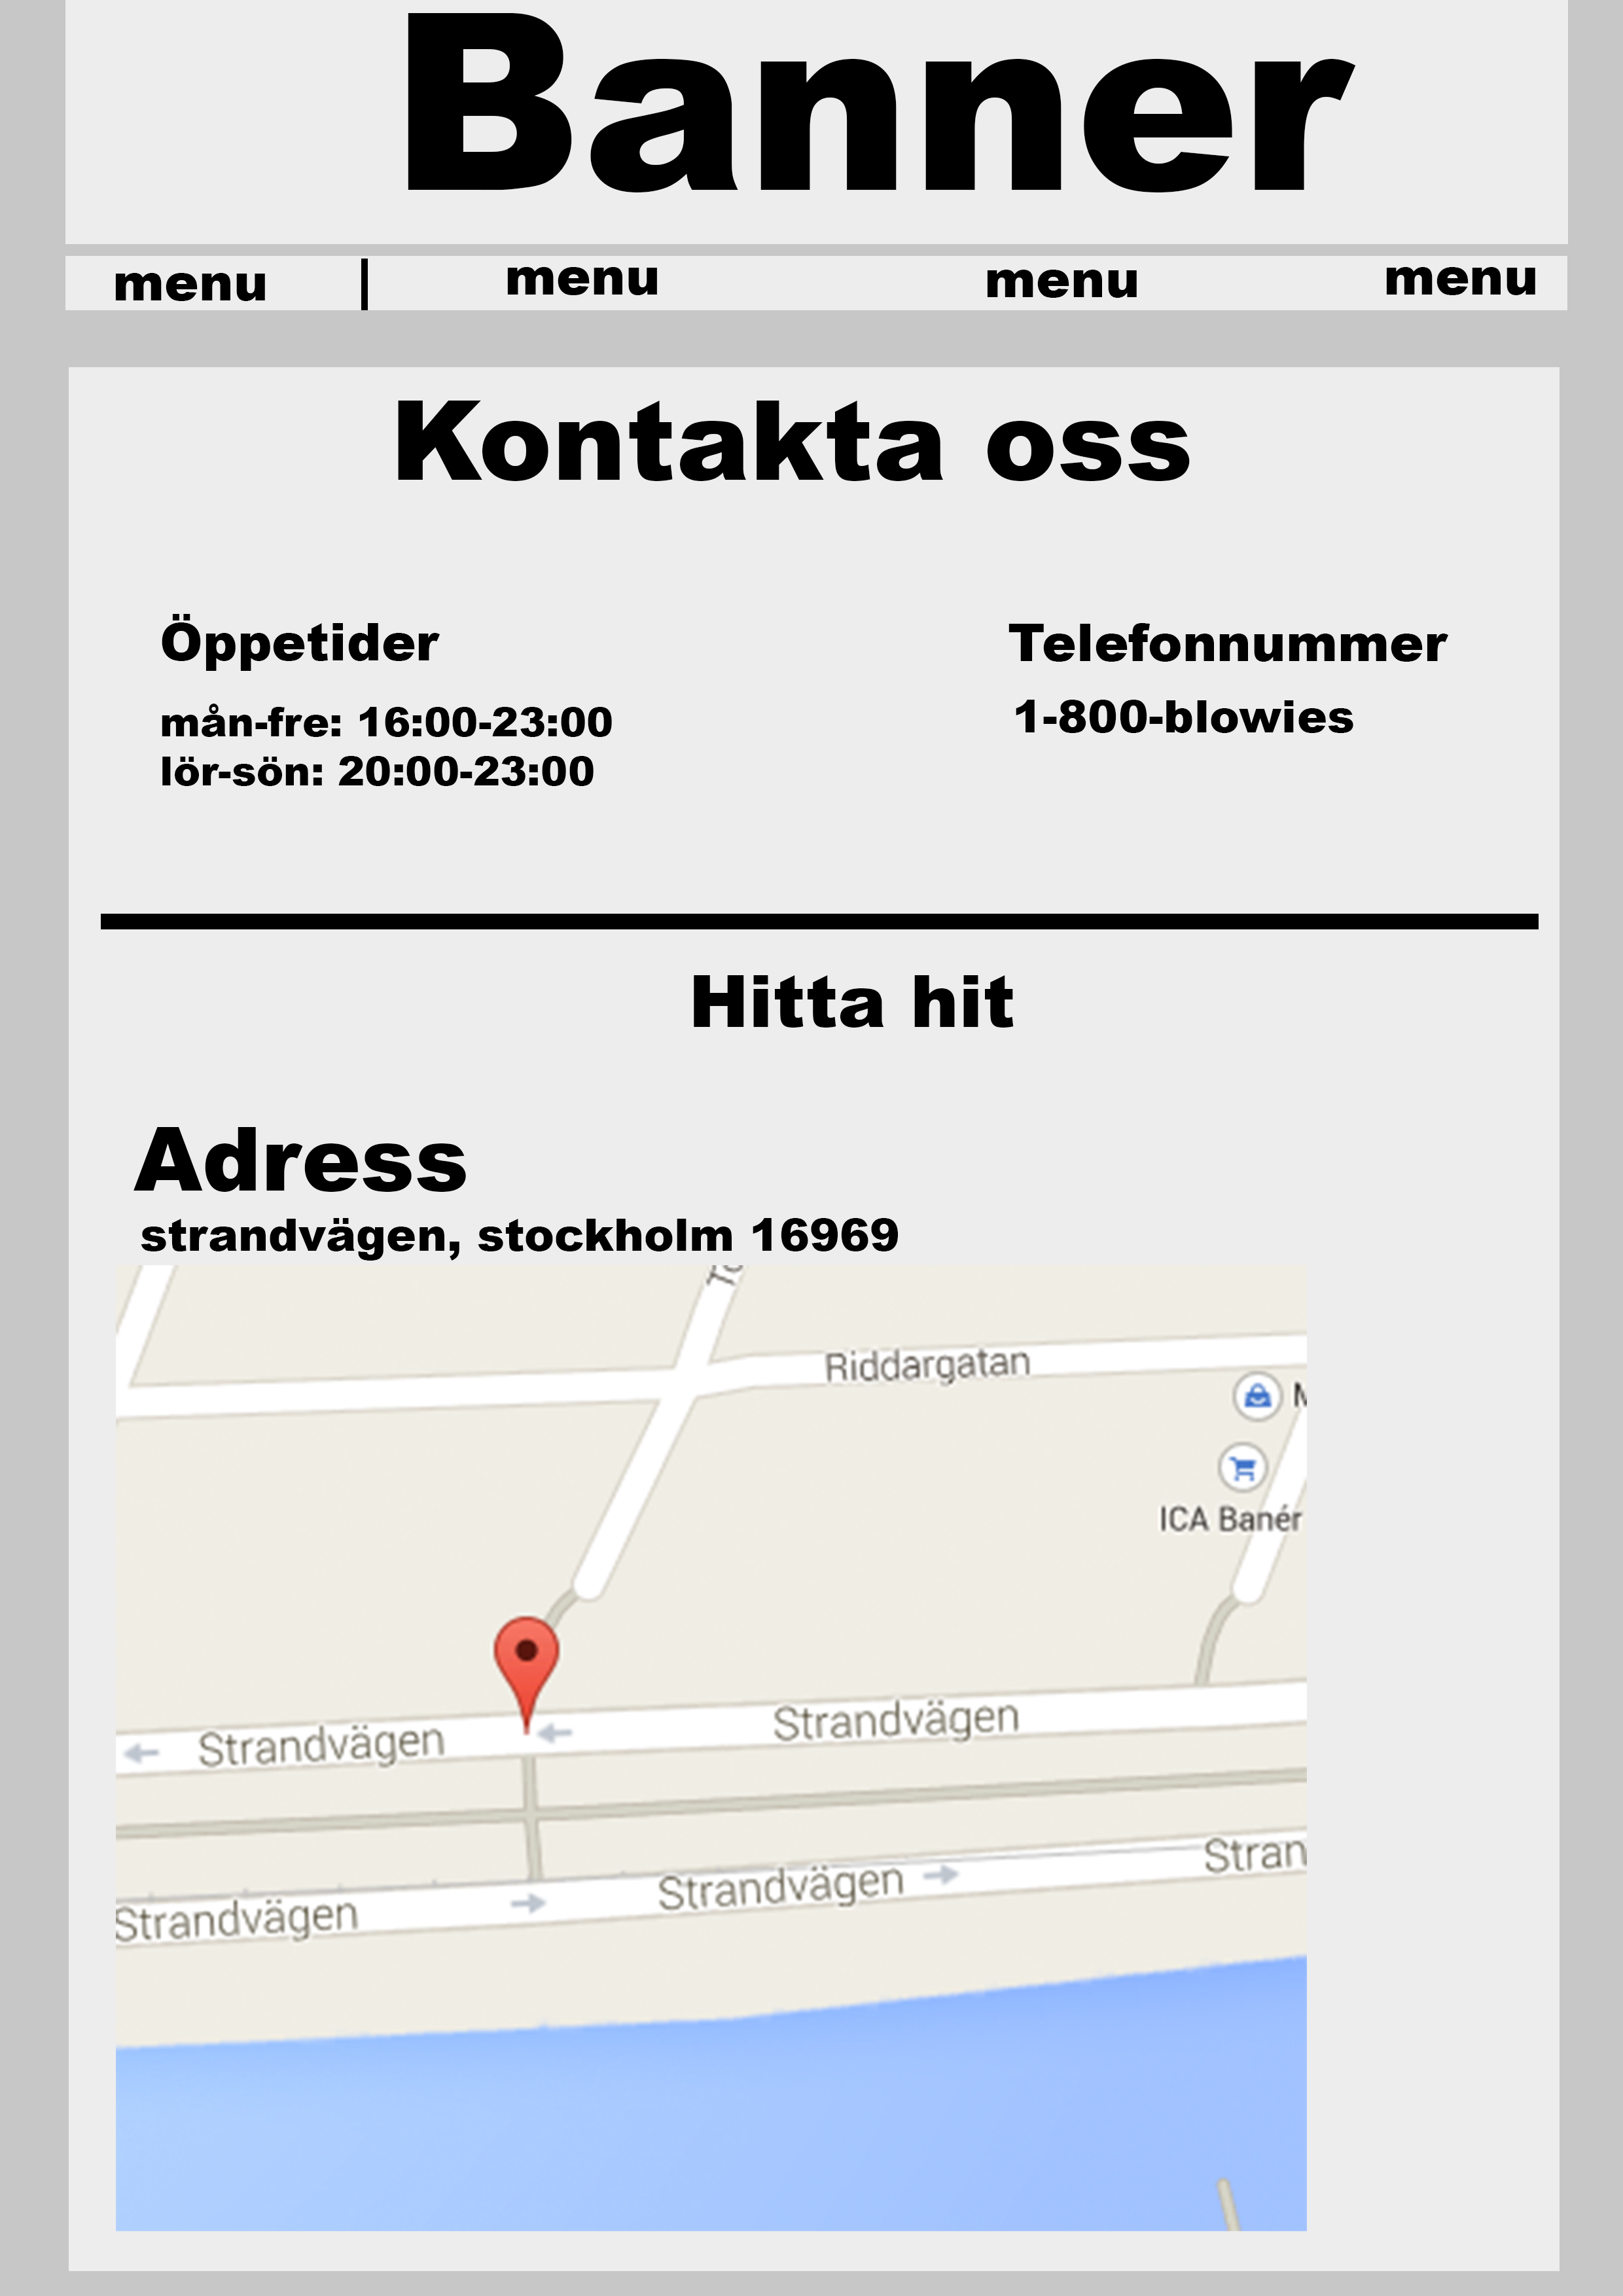 Banner
menu | menu menu menu
Kontakta oss
Öppetider Telefonnummer
mån-fre: 16:00-23:00 1-800-blowies
lör-sön: 20:00-23:00
Hitta hit
Adress
strandvägen, stockholm 16969
Riddargatan
ICA Banér
Strandvägen Strandvägen
Stran
Strandvägen Strandvägen